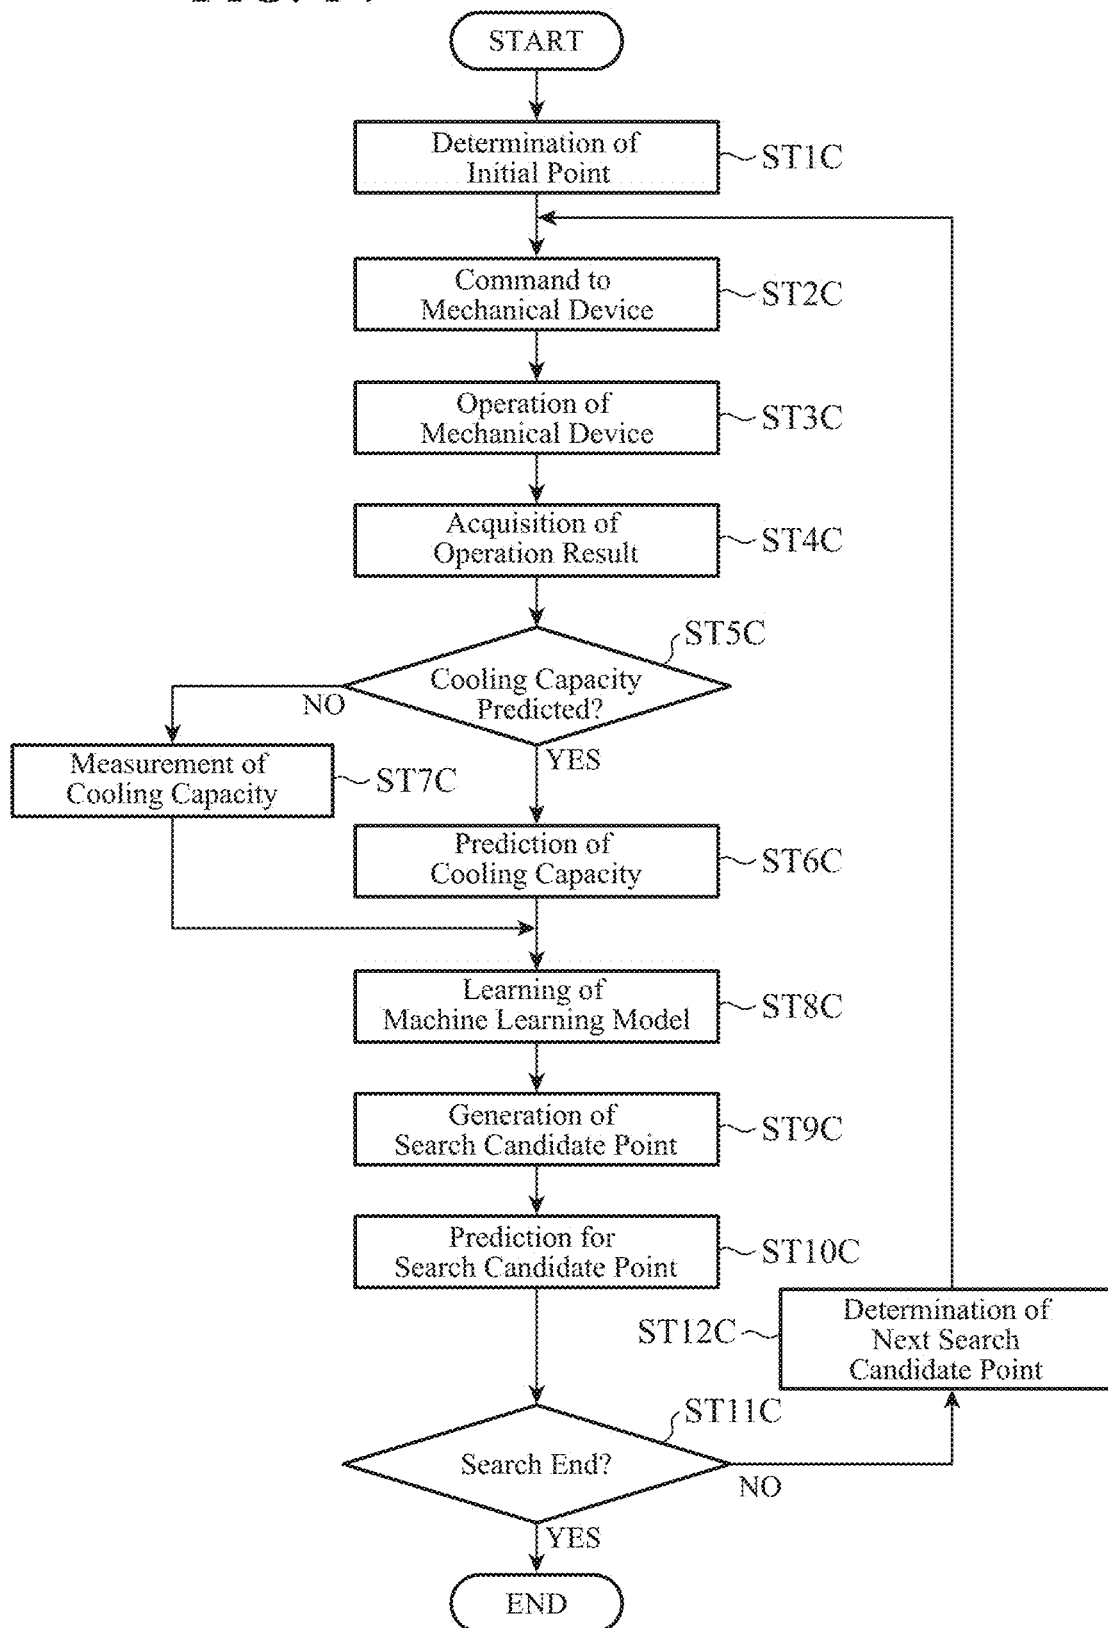 START
Determination of
Initial Point
ST1C
Command to
Mechanical Device
ST2C
Operation of
Mechanical Device
ST3C
Acquisition of
Operation Result
ST4C
ST5C
Cooling Capacity
Predicted?
NO
YES
Measurement of
Cooling Capacity
ST7C
Prediction of
Cooling Capacity
ST6C
Learning of
Machine Learning Model
ST8C
Generation of
Search Candidate Point
ST9C
Prediction for
Search Candidate Point
ST10C
Determination of
Next Search
Candidate Point
ST12C
ST11C
Search End?
NO
YES
END